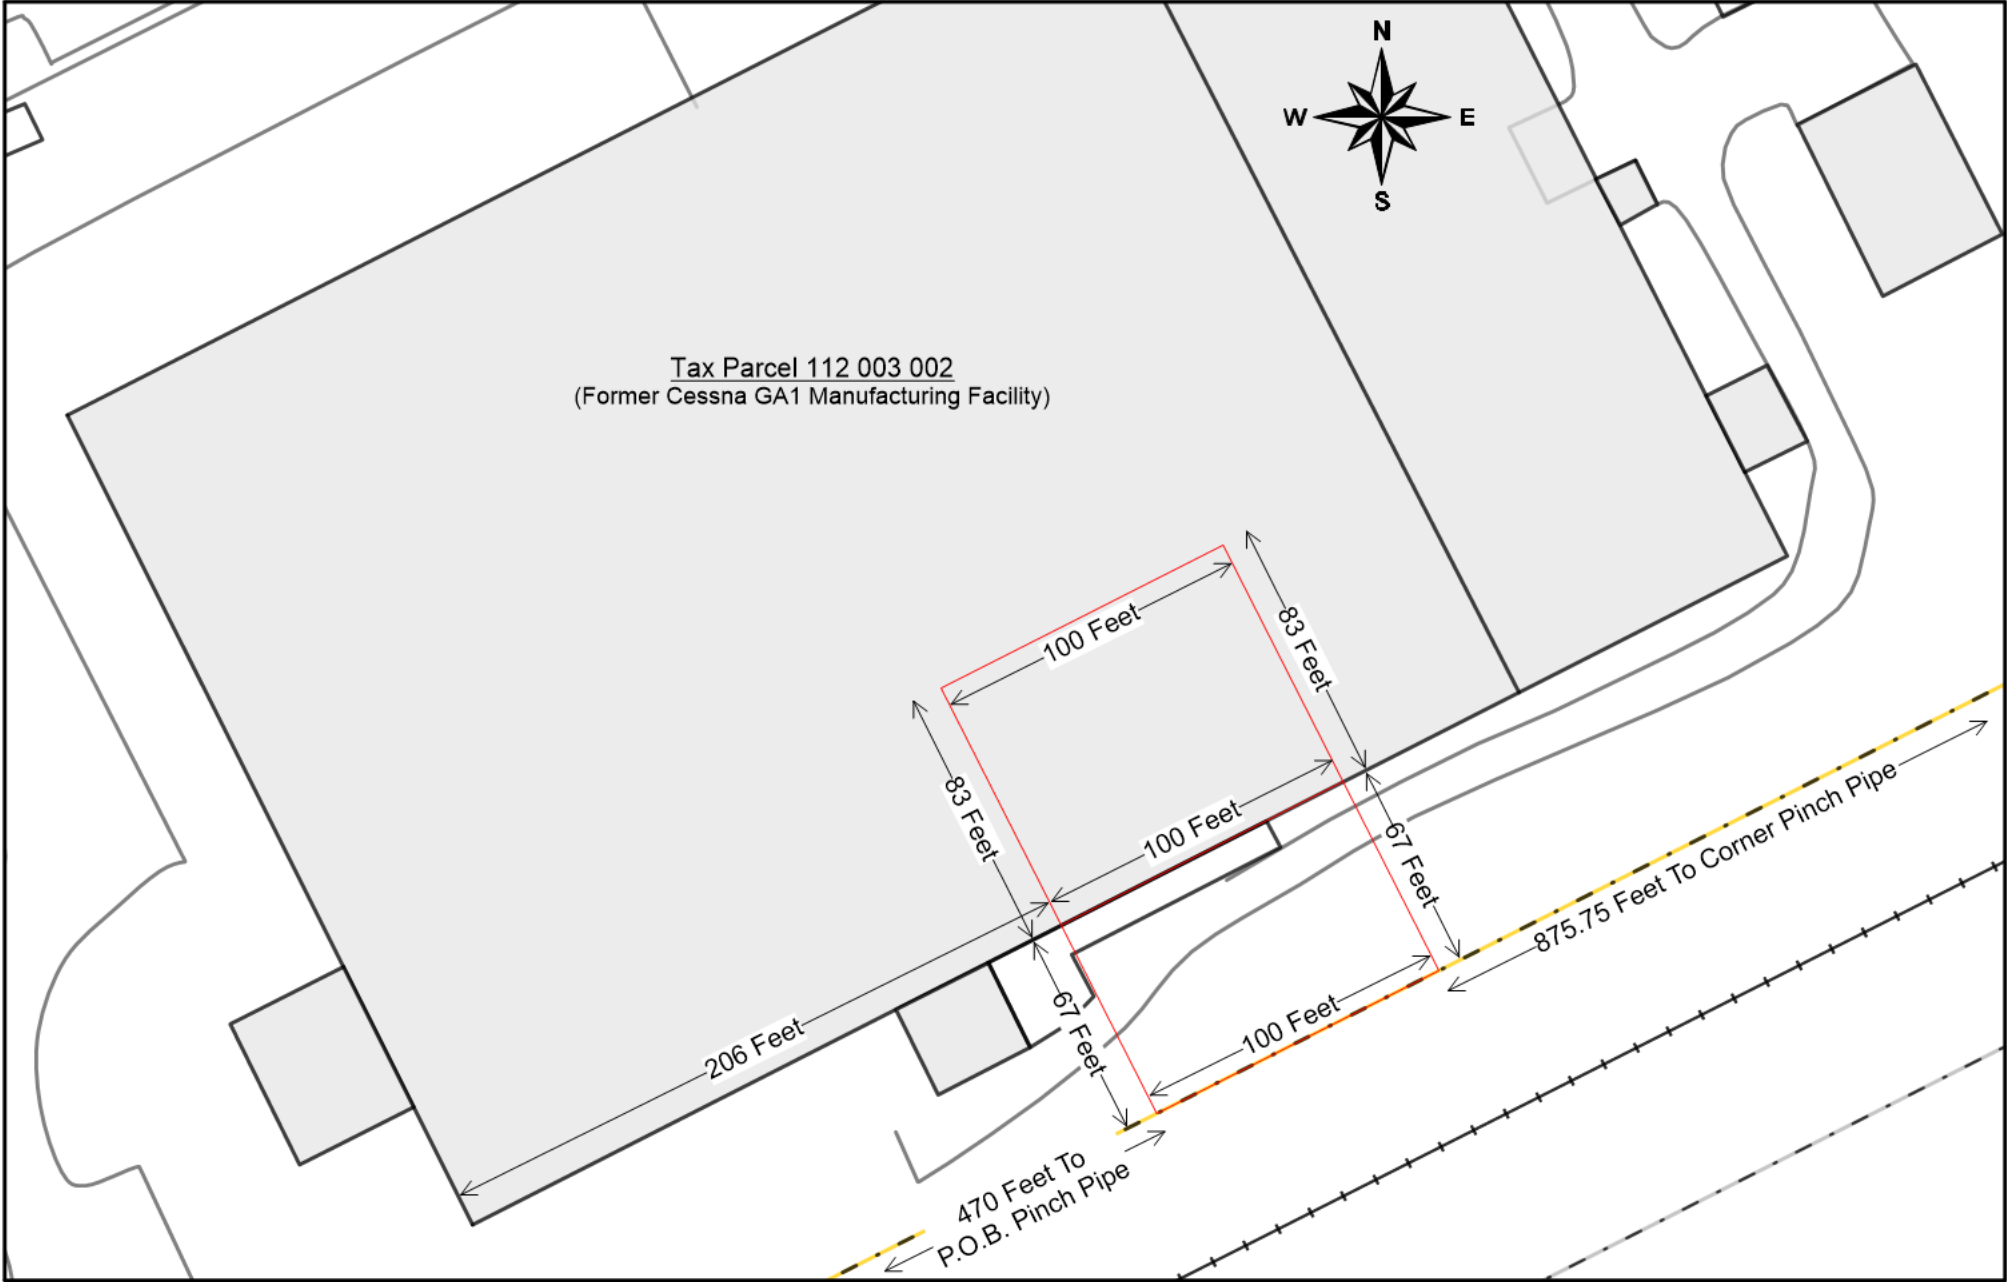 N
W
E
S
Tax Parcel 112 003 002
(Former Cessna GA1 Manufacturing Facility)
100 Feet
83 Feet
83 Feet
100 Feet
67 Feet
875.75 Feet To Corner Pinch Pipe
206 Feet
67 Feet
100 Feet
470 Feet To
P.O.B. Pinch Pipe